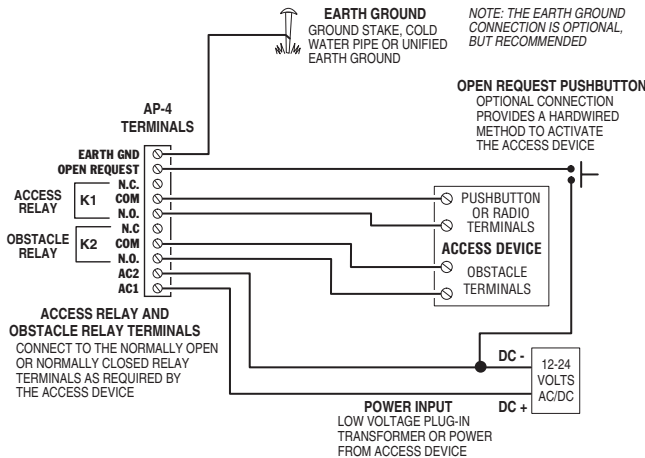 EARTH GROUND
GROUND STAKE, COLD
WATER PIPE OR UNIFIED
EARTH GROUND
NOTE: THE EARTH GROUND
CONNECTION IS OPTIONAL,
BUT RECOMMENDED
OPEN REQUEST PUSHBUTTON
OPTIONAL CONNECTION
PROVIDES A HARDWIRED
METHOD TO ACTIVATE
THE ACCESS DEVICE
AP-4
TERMINALS
EARTH GND
OPEN REQUEST
N.C.
COM
N.O.
N.C
COM
N.O.
AC2
AC1
ACCESS
RELAY
K1
OBSTACLE
RELAY
K2
PUSHBUTTON
OR RADIO
TERMINALS
ACCESS DEVICE
OBSTACLE
TERMINALS
ACCESS RELAY AND
OBSTACLE RELAY TERMINALS
CONNECT TO THE NORMALLY OPEN
OR NORMALLY CLOSED RELAY
TERMINALS AS REQUIRED BY
THE ACCESS DEVICE
DC -
DC +
12-24
VOLTS
AC/DC
POWER INPUT
LOW VOLTAGE PLUG-IN
TRANSFORMER OR POWER
FROM ACCESS DEVICE